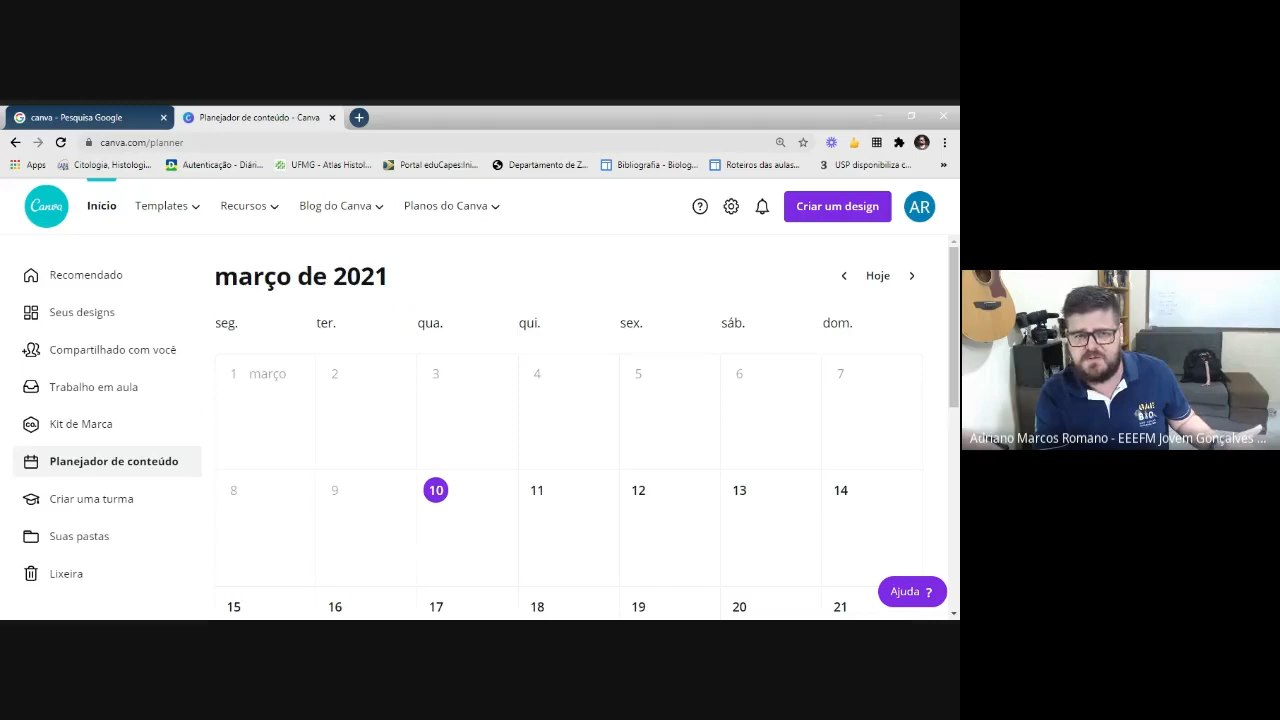 canva - Pesquisa Google
Planejador de conteúdo - Canva
canva.com/planner
Apps
Citologia, Histologi...
Autenticação - Diári...
UFMG - Atlas Histol...
Portal eduCapes:Ini...
Departamento de Z...
Bibliografia - Biolog...
Roteiros das aulas...
3 USP disponibiliza c...
»
Canva
Início
Templates
Recursos
Blog do Canva
Planos do Canva
Criar um design
AR
Recomendado
Seus designs
Compartilhado com você
Trabalho em aula
CO.
Kit de Marca
Planejador de conteúdo
Criar uma turma
Suas pastas
Lixeira
março de 2021
Hoje
seg. ter. qua. qui. sex. sáb. dom.
1 março 2 3 4 5 6 7
8 9 10 11 12 13 14
15 16 17 18 19 20 21
Ajuda ?
Adriano Marcos Romano - EEEFM Jovem Gonçalves ...